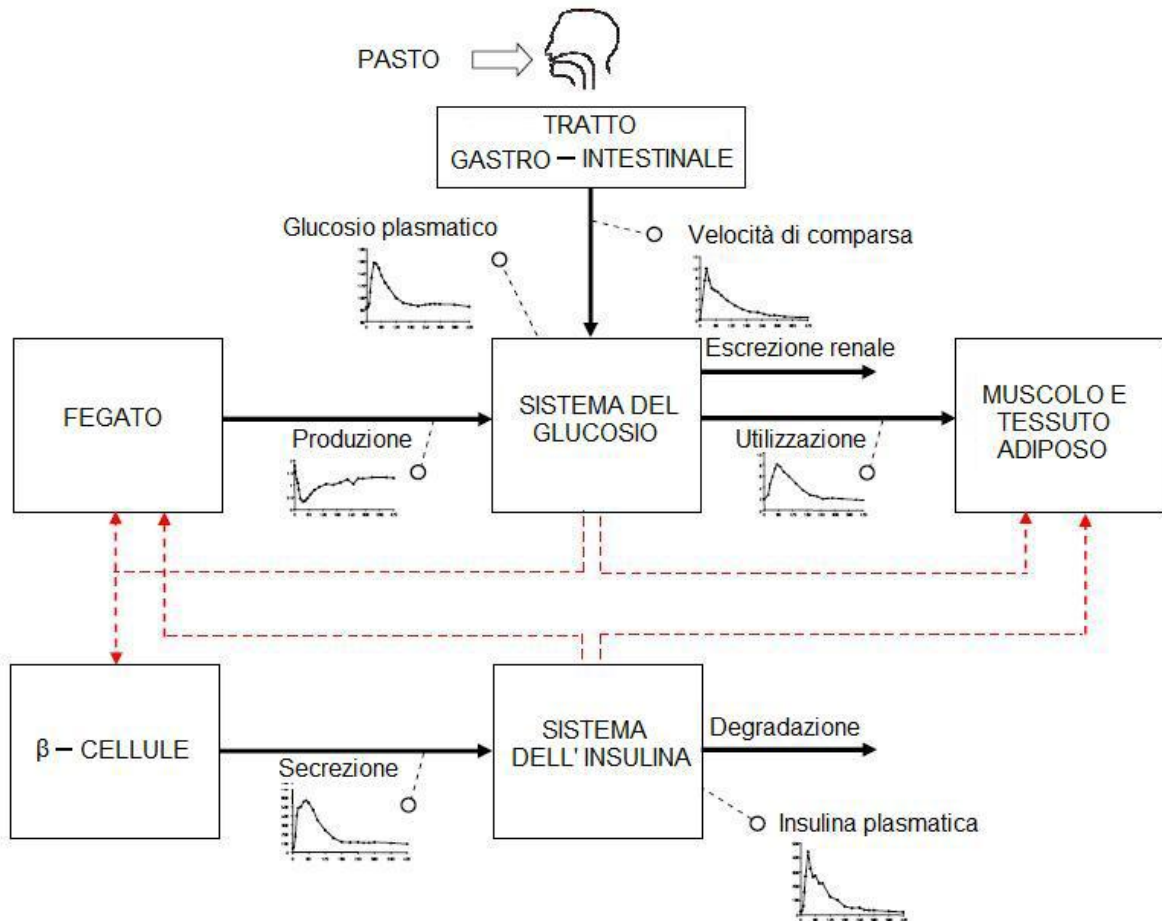 PASTO
TRATTO
GASTRO – INTESTINALE
Glucosio plasmatico
Velocità di comparsa
Escrezione renale
FEGATO
SISTEMA DEL
GLUCOSIO
MUSCOLO E
TESSUTO
ADIPOSO
Produzione
Utilizzazione
β – CELLULE
SISTEMA
DELL' INSULINA
Degradazione
Secrezione
Insulina plasmatica